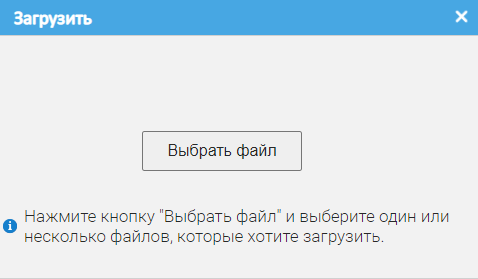 Загрузить
Выбрать файл
Нажмите кнопку "Выбрать файл" и выберите один или
несколько файлов, которые хотите загрузить.